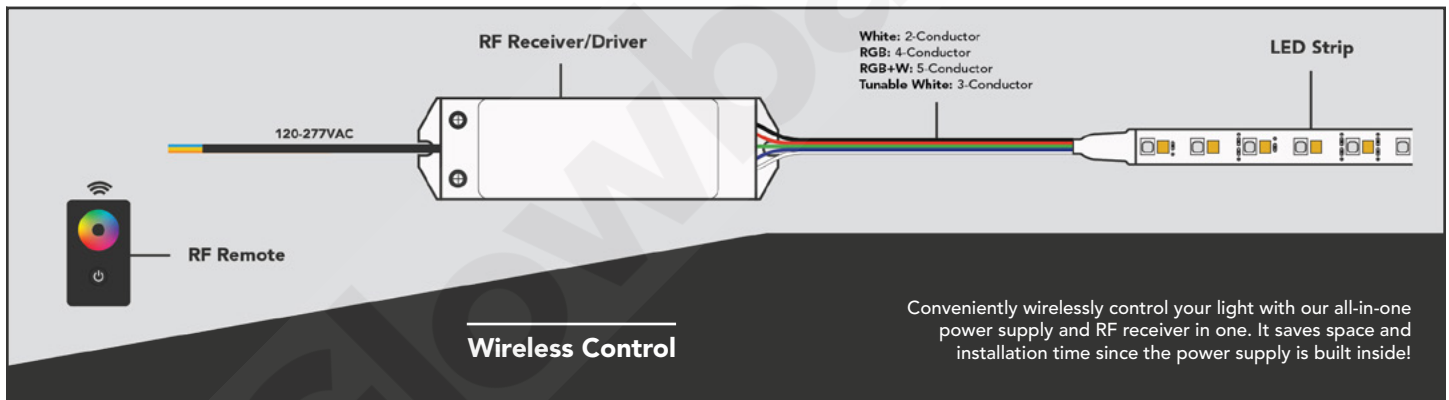 RF Receiver/Driver
White: 2-Conductor
RGB: 4-Conductor
RGB+W: 5-Conductor
Tunable White: 3-Conductor
LED Strip
120-277VAC
RF Remote
Wireless Control
Conveniently wirelessly control your light with our all-in-one
power supply and RF receiver in one. It saves space and
installation time since the power supply is built inside!